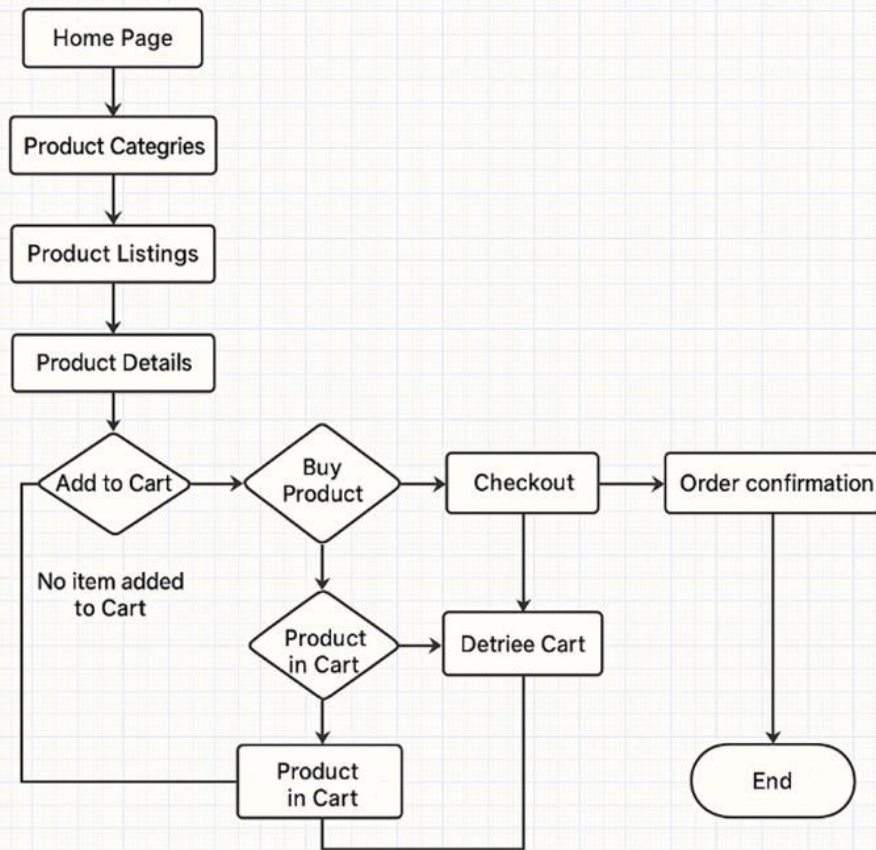 Home Page
Product Categries
Product Listings
Product Details
Add to Cart
Buy
Product
Checkout
Order confirmation
No item added
to Cart
Product
in Cart
Detriee Cart
Product
in Cart
End